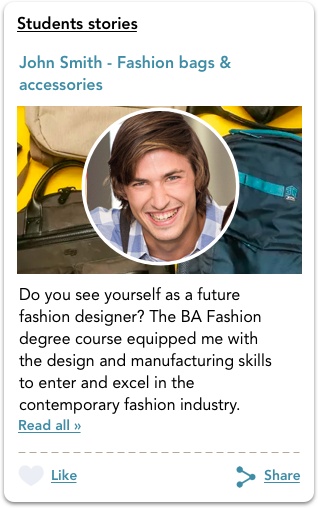 Students stories
John Smith - Fashion bags &
accessories
Do you see yourself as a future
fashion designer? The BA Fashion
degree course equipped me with
the design and manufacturing skills
to enter and excel in the
contemporary fashion industry.
Read all »
Like
Share